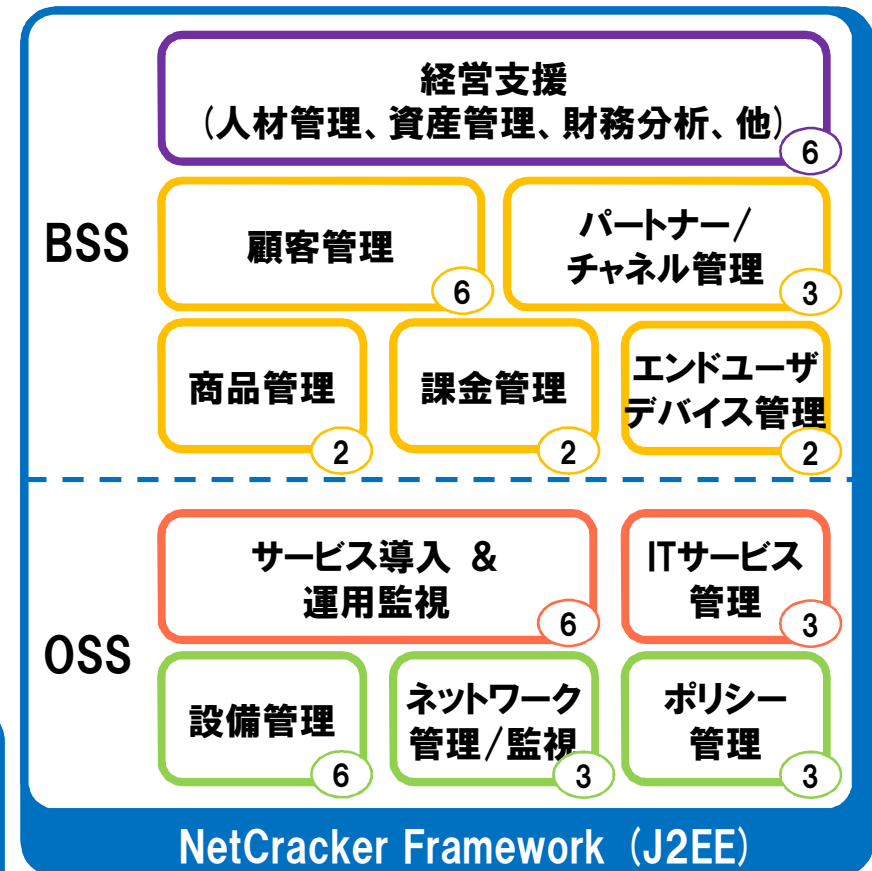 経営支援
(人材管理、資産管理、財務分析、他)
6
BSS
顧客管理
6
パートナー/
チャネル管理
3
商品管理
2
課金管理
2
エンドユーザ
デバイス管理
2
OSS
サービス導入 &
運用監視
6
ITサービス
管理
3
設備管理
6
ネットワーク
管理/監視
3
ポリシー
管理
3
NetCracker Framework (J2EE)